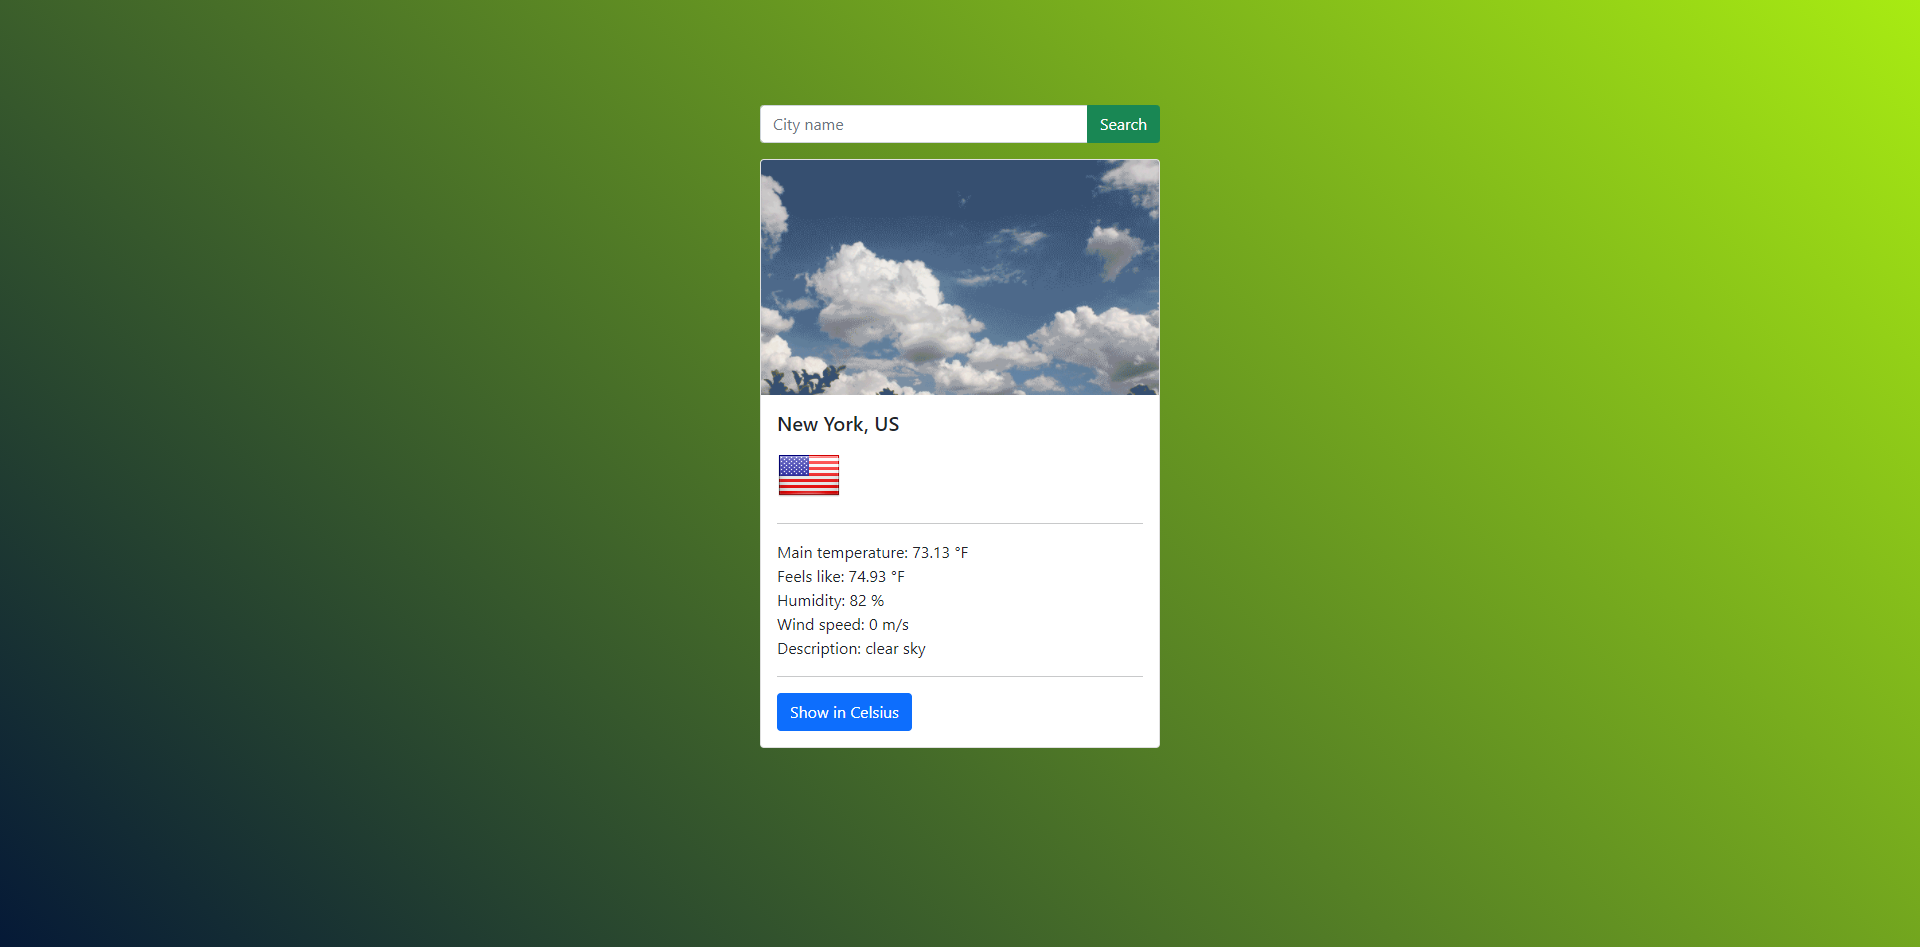 City name
Search
New York, US
Main temperature: 73.13 °F
Feels like: 74.93 °F
Humidity: 82 %
Wind speed: 0 m/s
Description: clear sky
Show in Celsius